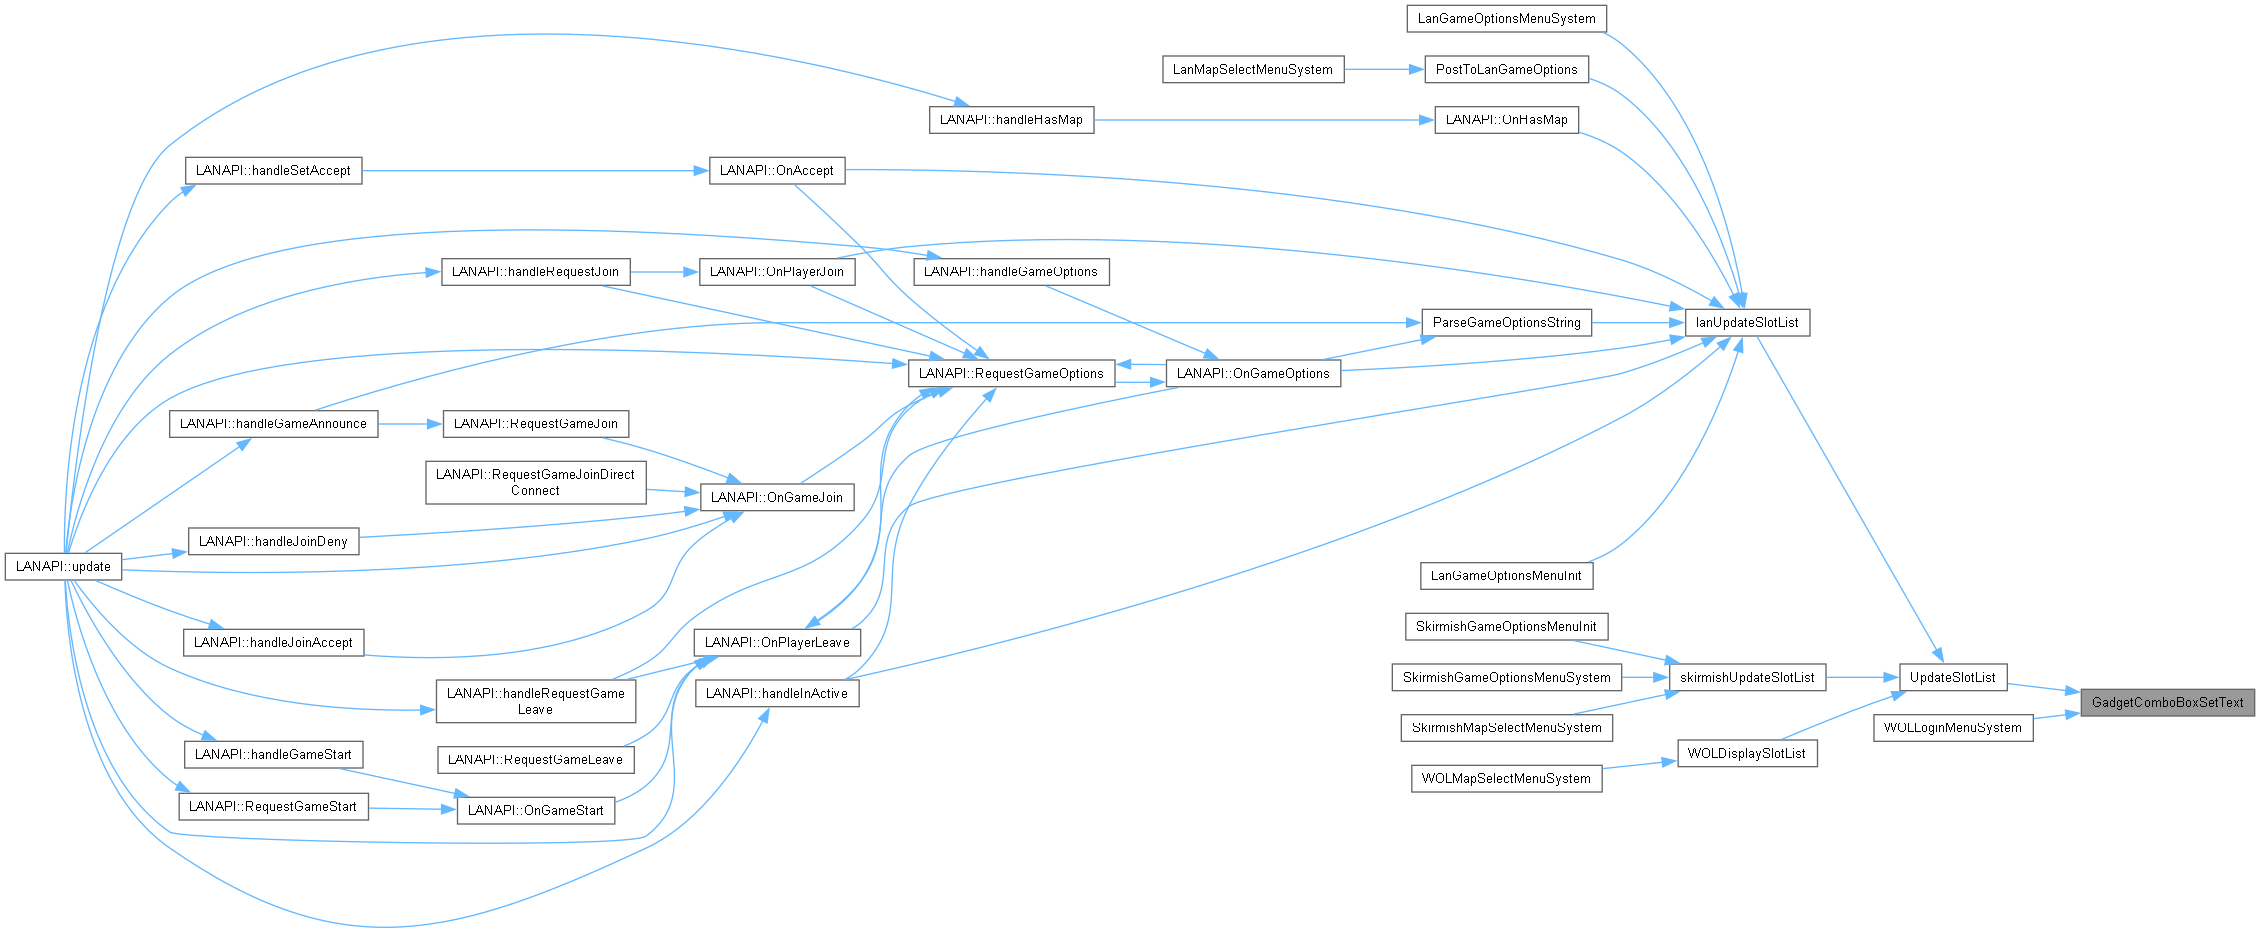 LanGameOptionsMenuSystem
LanMapSelectMenuSystem
PostToLanGameOptions
LANAPI::handleHasMap
LANAPI::OnHasMap
LANAPI::handleSetAccept
LANAPI::OnAccept
LANAPI::handleRequestJoin
LANAPI::OnPlayerJoin
LANAPI::handleGameOptions
ParseGameOptionsString
lanUpdateSlotList
LANAPI::RequestGameOptions
LANAPI::OnGameOptions
LANAPI::handleGameAnnounce
LANAPI::RequestGameJoin
LANAPI::RequestGameJoinDirect
Connect
LANAPI::OnGameJoin
LANAPI::handleJoinDeny
LANAPI::update
LanGameOptionsMenuInit
SkirmishGameOptionsMenuInit
LANAPI::handleJoinAccept
LANAPI::OnPlayerLeave
SkirmishGameOptionsMenuSystem
skirmishUpdateSlotList
UpdateSlotList
LANAPI::handleRequestGame
Leave
LANAPI::handleInActive
GadgetComboBoxSetText
SkirmishMapSelectMenuSystem
WOLLoginMenuSystem
LANAPI::handleGameStart
LANAPI::RequestGameLeave
WOLDisplaySlotList
WOLMapSelectMenuSystem
LANAPI::RequestGameStart
LANAPI::OnGameStart